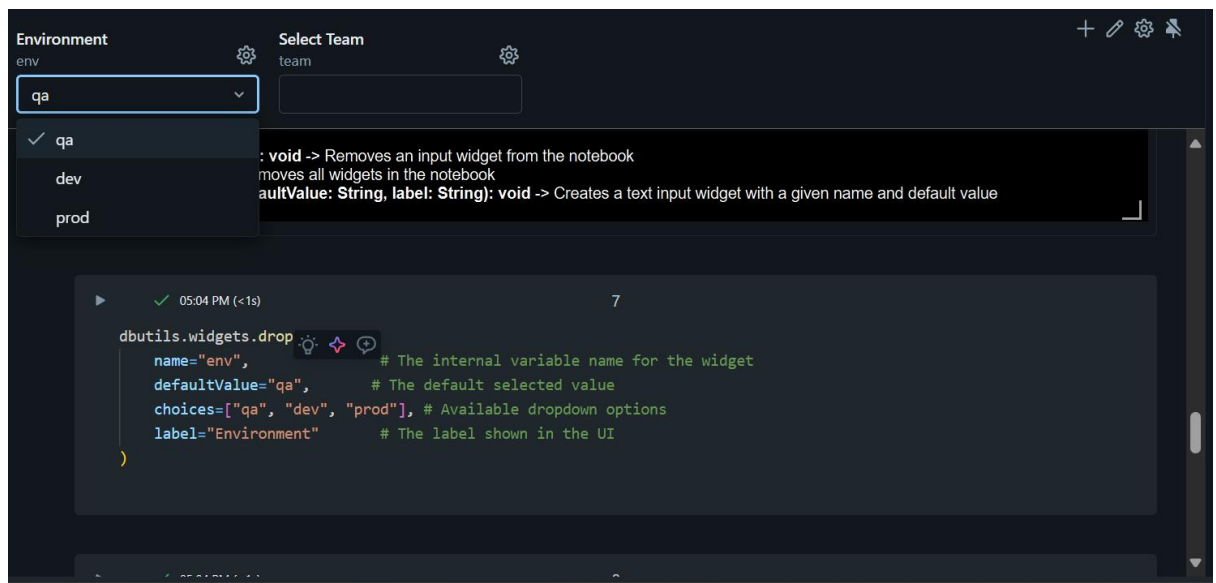 Environment
env
Select Team
team
qa
qa
dev
prod
: void -> Removes an input widget from the notebook
moves all widgets in the notebook
aultValue: String, label: String): void -> Creates a text input widget with a given name and default value
05:04 PM (<1s)
7
dbutils.widgets.drop
name="env", # The internal variable name for the widget
defaultValue="qa", # The default selected value
choices=["qa", "dev", "prod"], # Available dropdown options
label="Environment" # The label shown in the UI
)